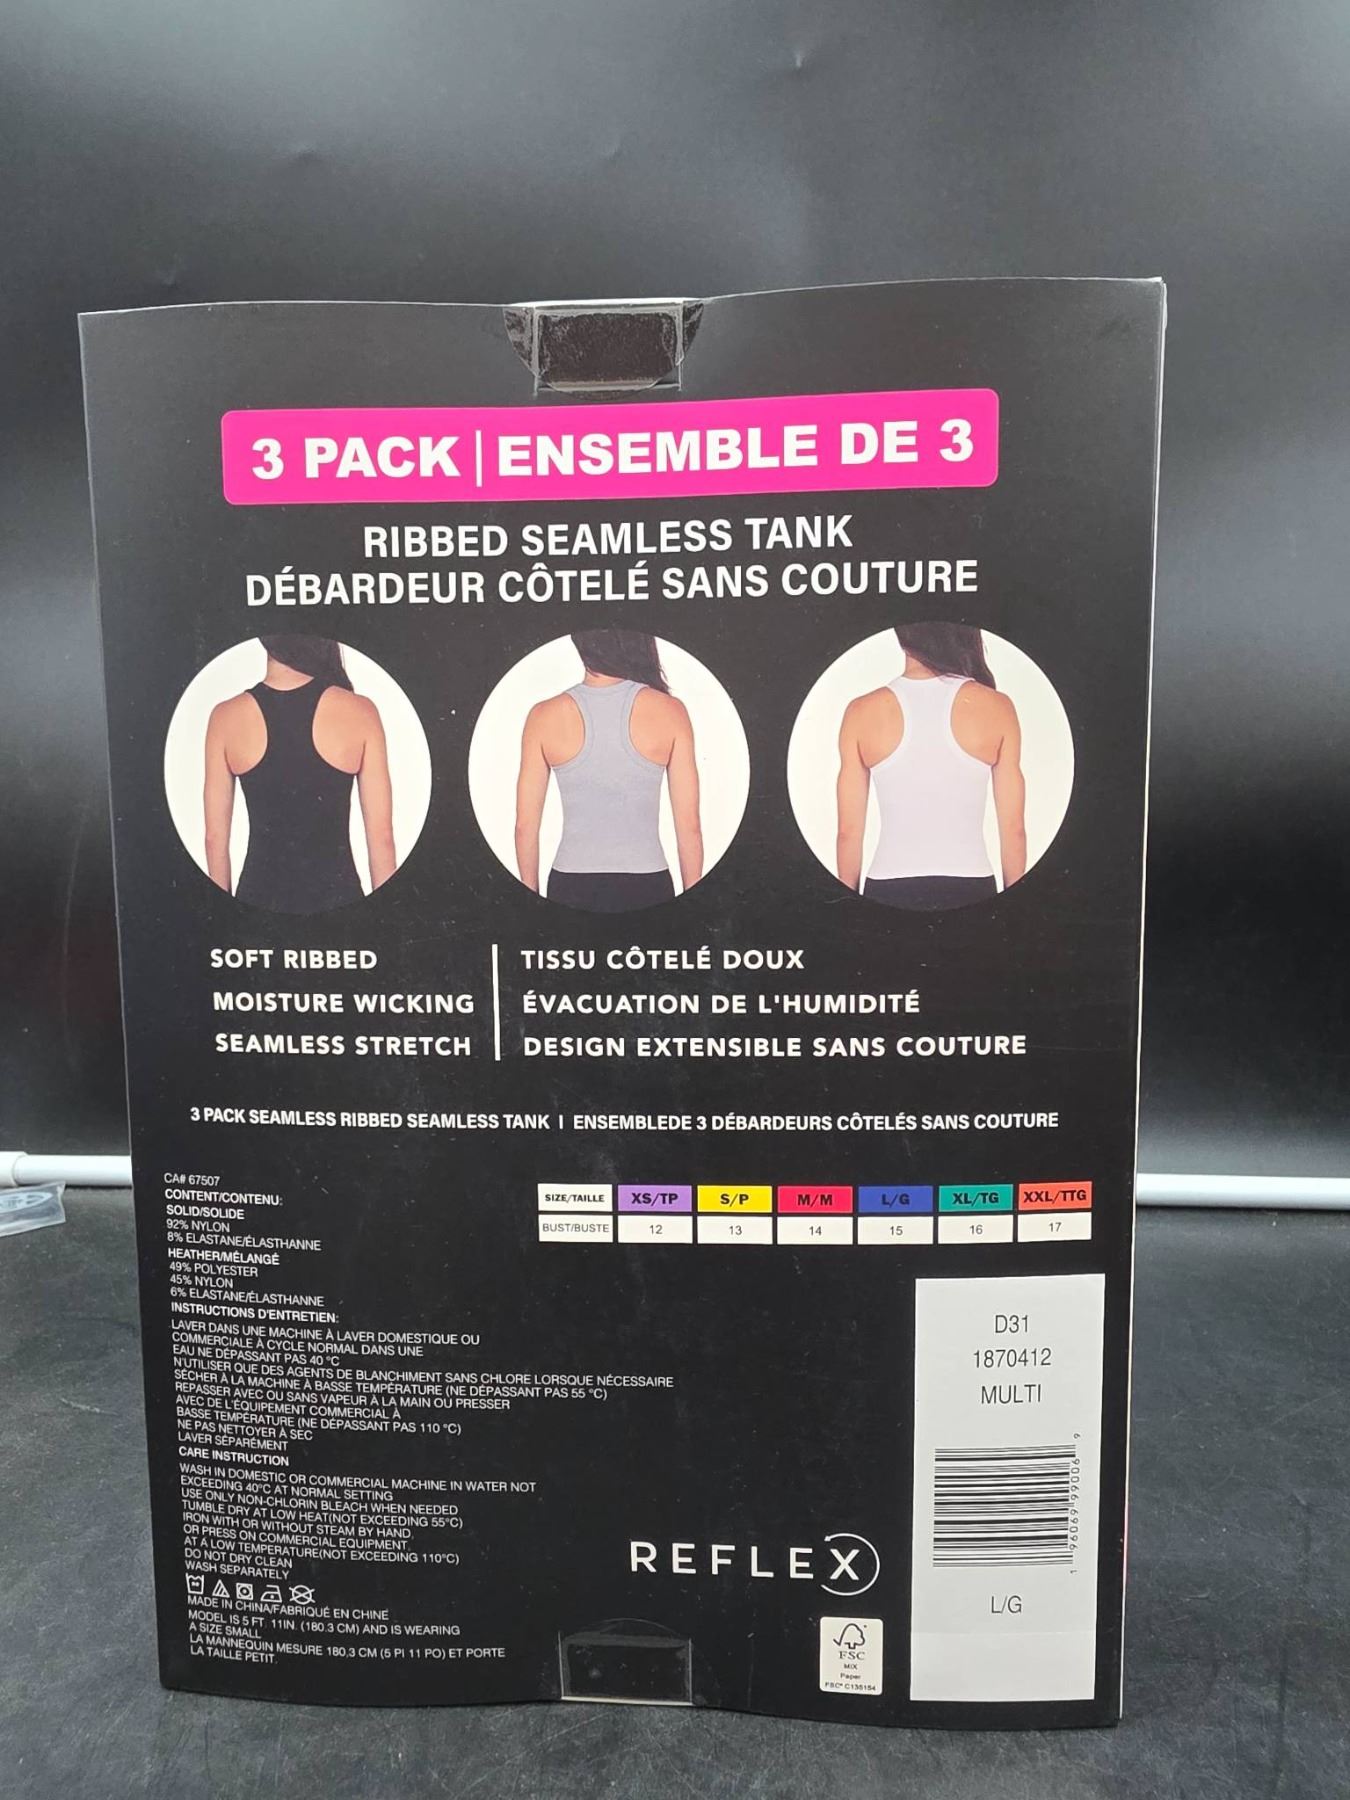 3 PACK | ENSEMBLE DE 3
RIBBED SEAMLESS TANK
DÉBARDEUR CÔTELÉ SANS COUTURE
SOFT RIBBED
MOISTURE WICKING
SEAMLESS STRETCH
TISSU CÔTELÉ DOUX
ÉVACUATION DE L'HUMIDITÉ
DESIGN EXTENSIBLE SANS COUTURE
3 PACK SEAMLESS RIBBED SEAMLESS TANK I ENSEMBLEDE 3 DÉBARDEURS CÔTELÉS SANS COUTURE
CA# 67507
CONTENT/CONTENU:
SOLID/SOLIDE
92% NYLON
8% ELASTANE/ÉLASTHANNE
HEATHER/MÉLANGÉ
49% POLYESTER
45% NYLON
6% ELASTANE/ÉLASTHANNE
INSTRUCTIONS D'ENTRETIEN:
LAVER DANS UNE MACHINE À LAVER DOMESTIQUE OU
COMMERCIALE À CYCLE NORMAL DANS UNE
EAU NE DÉPASSANT PAS 40 °C
N'UTILISER QUE DES AGENTS DE BLANCHIMENT SANS CHLORE LORSQUE NÉCESSAIRE
SÉCHER À LA MACHINE À BASSE TEMPÉRATURE (NE DÉPASSANT PAS 55 °C)
REPASSER AVEC OU SANS VAPEUR À LA MAIN OU PRESSER
AVEC DE L'ÉQUIPEMENT COMMERCIAL À
BASSE TEMPÉRATURE (NE DÉPASSANT PAS 110 °C)
NE PAS NETTOYER À SEC
LAVER SÉPARÉMENT
CARE INSTRUCTION
WASH IN DOMESTIC OR COMMERCIAL MACHINE IN WATER NOT
EXCEEDING 40°C AT NORMAL SETTING
USE ONLY NON-CHLORIN BLEACH WHEN NEEDED
TUMBLE DRY AT LOW HEAT(NOT EXCEEDING 55°C)
IRON WITH OR WITHOUT STEAM BY HAND.
OR PRESS ON COMMERCIAL EQUIPMENT.
AT A LOW TEMPERATURE(NOT EXCEEDING 110°C)
DO NOT DRY CLEAN
WASH SEPARATELY
MADE IN CHINA/FABRIQUÉ EN CHINE
MODEL IS 5 FT. 11IN. (180.3 CM) AND IS WEARING
A SIZE SMALL
LA MANNEQUIN MESURE 180,3 CM (5 PI 11 PO) ET PORTE
LA TAILLE PETIT.
SIZE/TAILLE XS/TP S/P M/M L/G XL/TG XXL/TTG
BUST/BUSTE 12 13 14 15 16 17
D31
1870412
MULTI
1 96069 99006 9
L/G
REFLEX
FSC
MIX
Paper
FSC® C135154